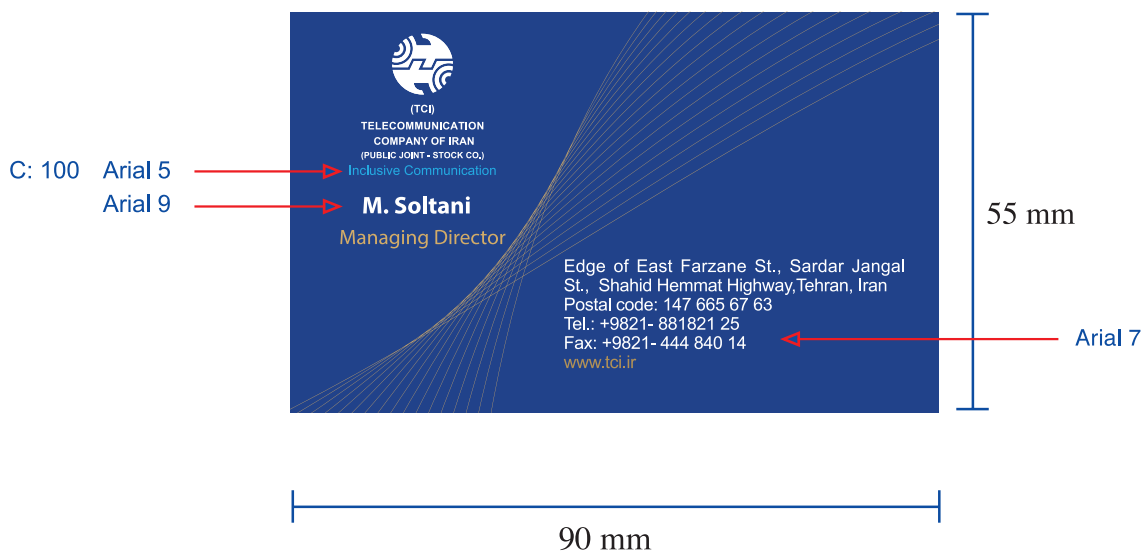 (TCI)
TELECOMMUNICATION
COMPANY OF IRAN
(PUBLIC JOINT - STOCK CO.)
C: 100 Arial 5
Inclusive Communication
Arial 9
M. Soltani
Managing Director
55 mm
Edge of East Farzane St., Sardar Jangal
St., Shahid Hemmat Highway,Tehran, Iran
Postal code: 147 665 67 63
Tel.: +9821- 881821 25
Fax: +9821- 444 840 14
Arial 7
www.tci.ir
90 mm